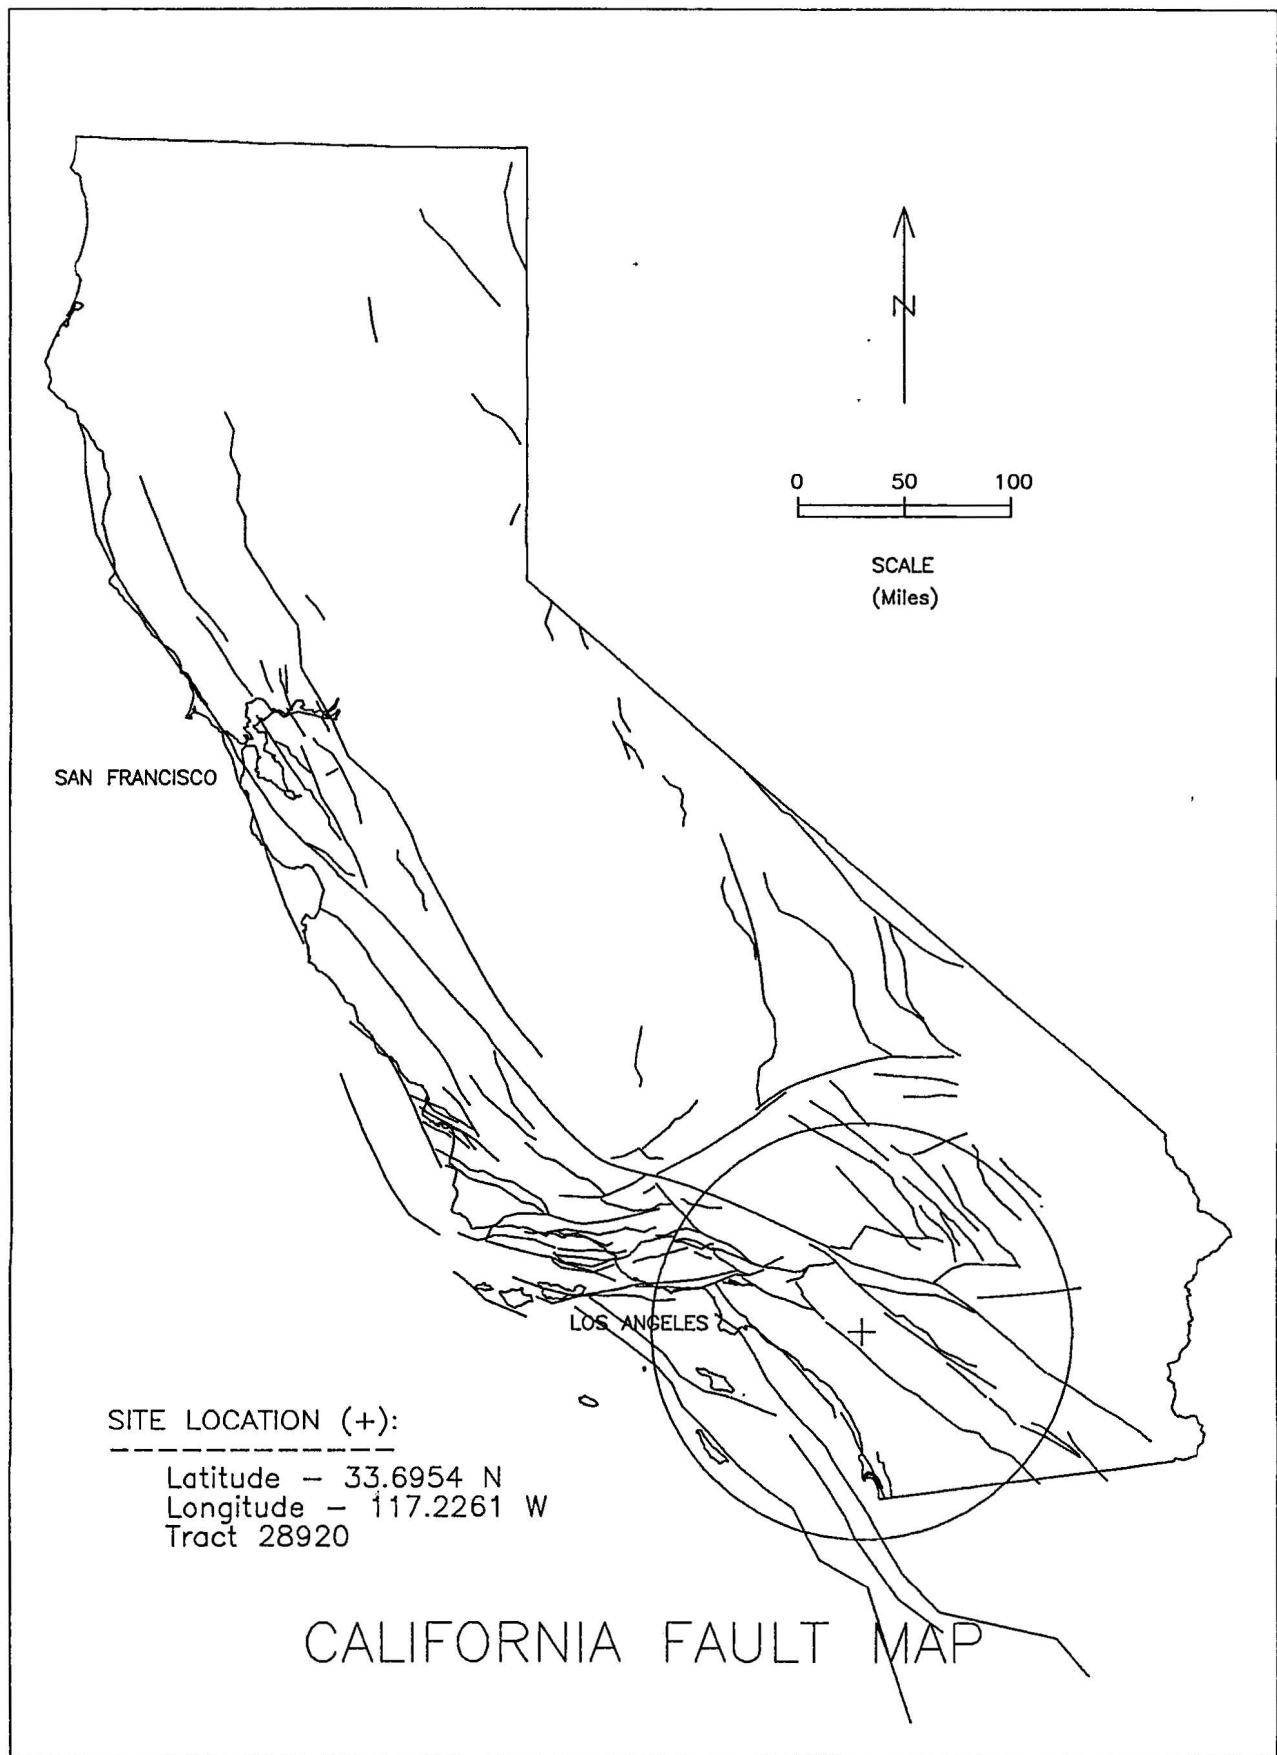 N
0 50 100
SCALE
(Miles)
SAN FRANCISCO
LOS ANGELES
SITE LOCATION (+):
Latitude - 33.6954 N
Longitude - 117.2261 W
Tract 28920
CALIFORNIA FAULT MAP